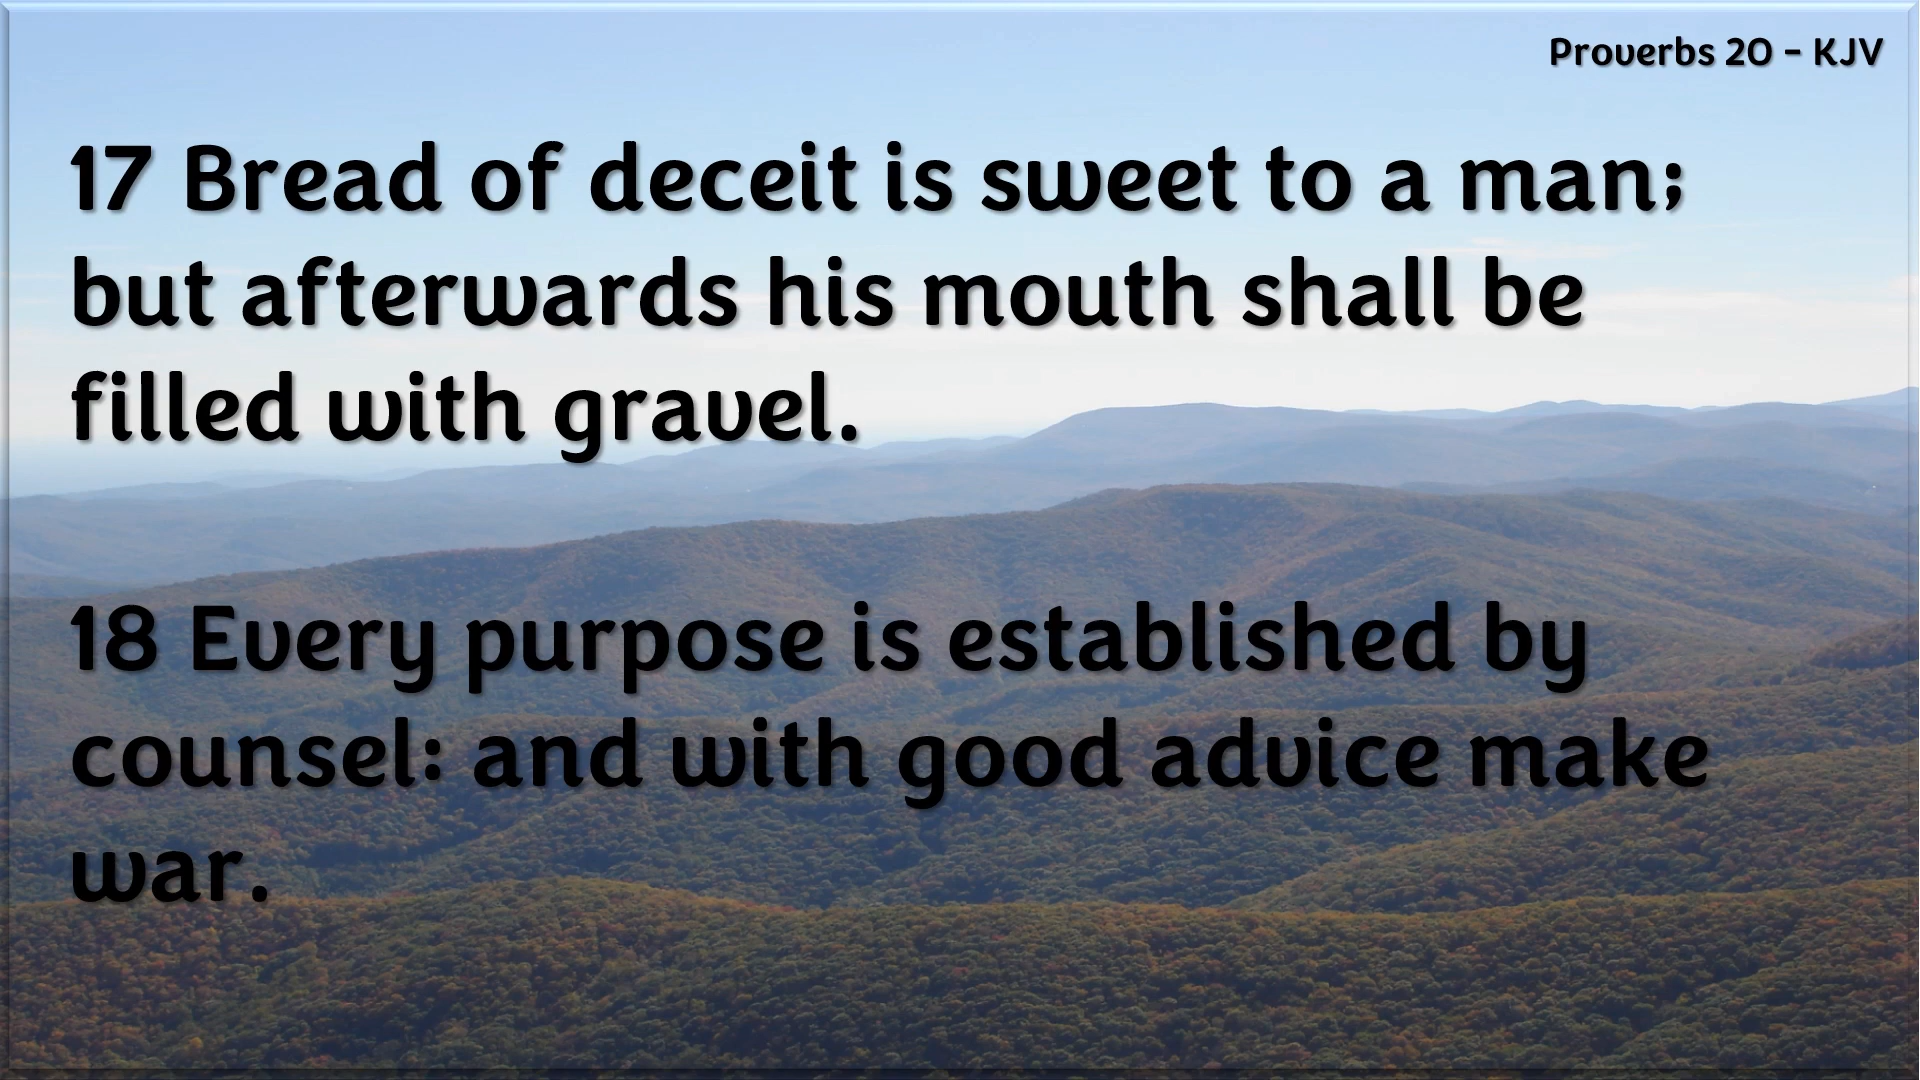 Proverbs 20 - KJV
17 Bread of deceit is sweet to a man;
but afterwards his mouth shall be
filled with gravel.
18 Every purpose is established by
counsel: and with good advice make
war.